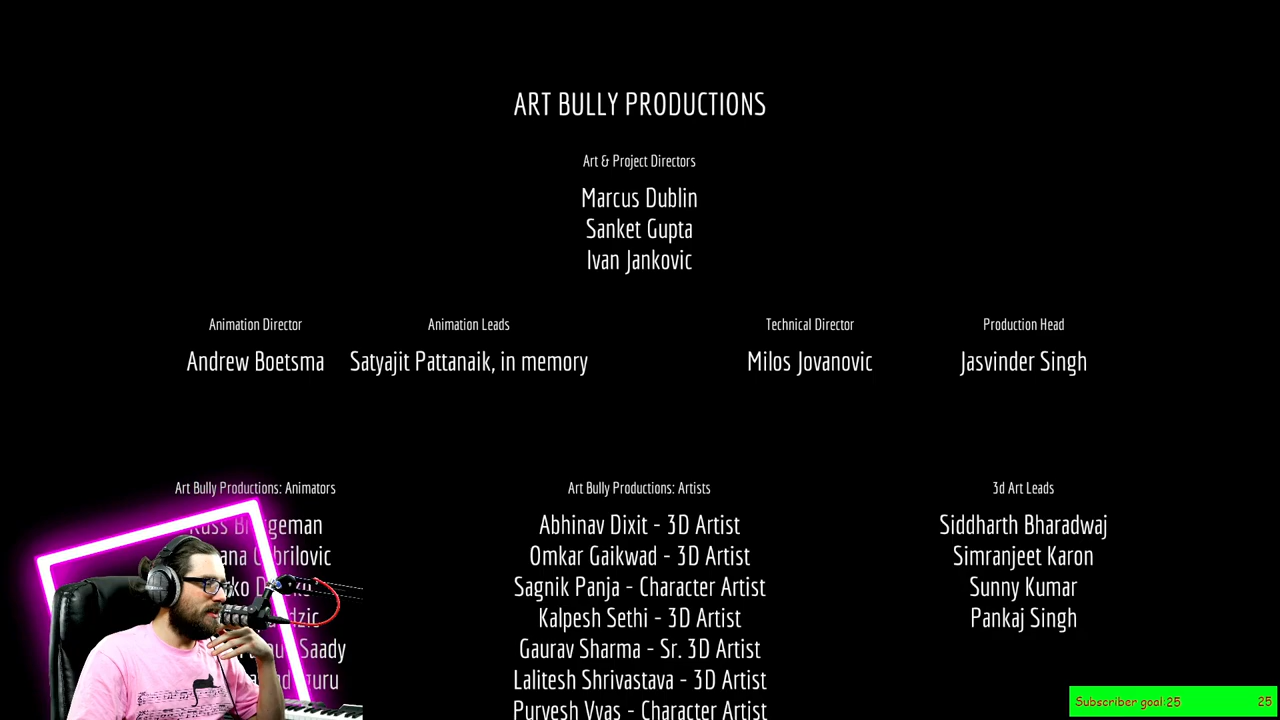 ART BULLY PRODUCTIONS
Art & Project Directors
Marcus Dublin
Sanket Gupta
Ivan Jankovic
Animation Director
Andrew Boetsma
Animation Leads
Satyajit Pattanaik, in memory
Technical Director
Milos Jovanovic
Production Head
Jasvinder Singh
Art Bully Productions: Animators
Saady
Art Bully Productions: Artists
Abhinav Dixit - 3D Artist
Omkar Gaikwad - 3D Artist
Sagnik Panja - Character Artist
Kalpesh Sethi - 3D Artist
Gaurav Sharma - Sr. 3D Artist
Lalitesh Shrivastava - 3D Artist
Purvesh Vyas - Character Artist
3d Art Leads
Siddharth Bharadwaj
Simranjeet Karon
Sunny Kumar
Pankaj Singh
Subscriber goal:25 25